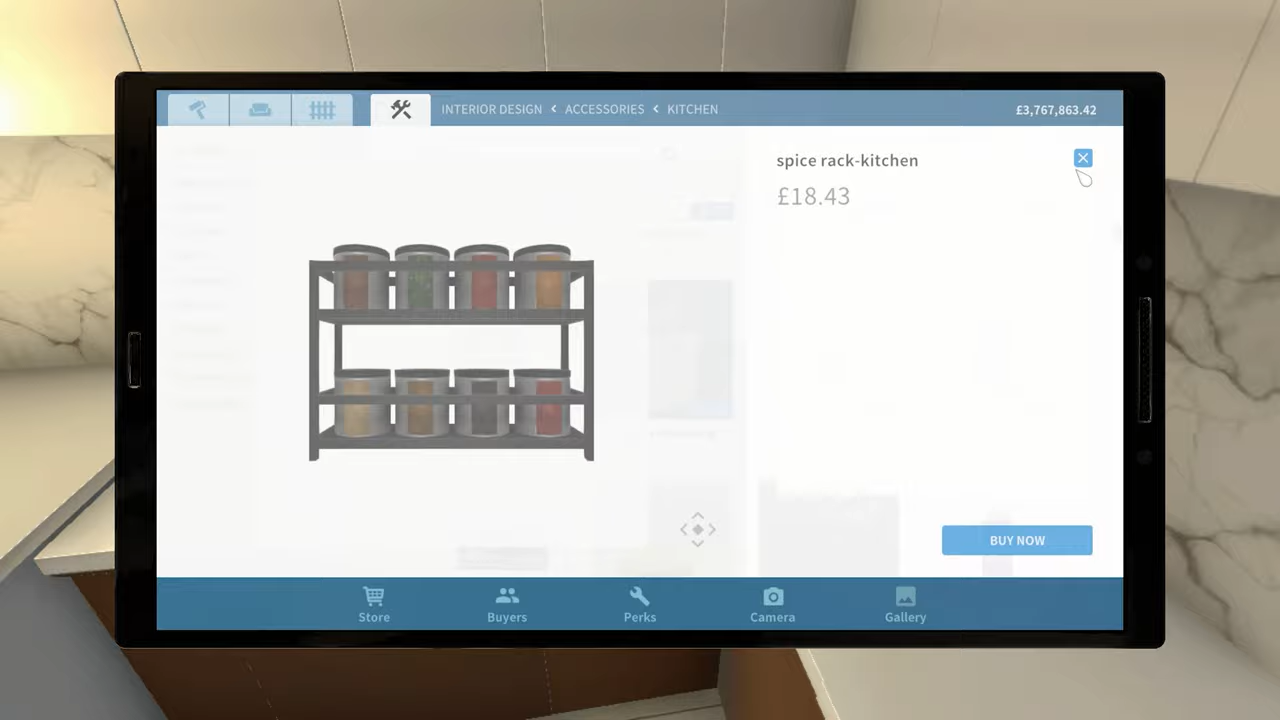 INTERIOR DESIGN < ACCESSORIES < KITCHEN
£3,767,863.42
spice rack-kitchen
£18.43
BUY NOW
Store
Buyers
Perks
Camera
Gallery